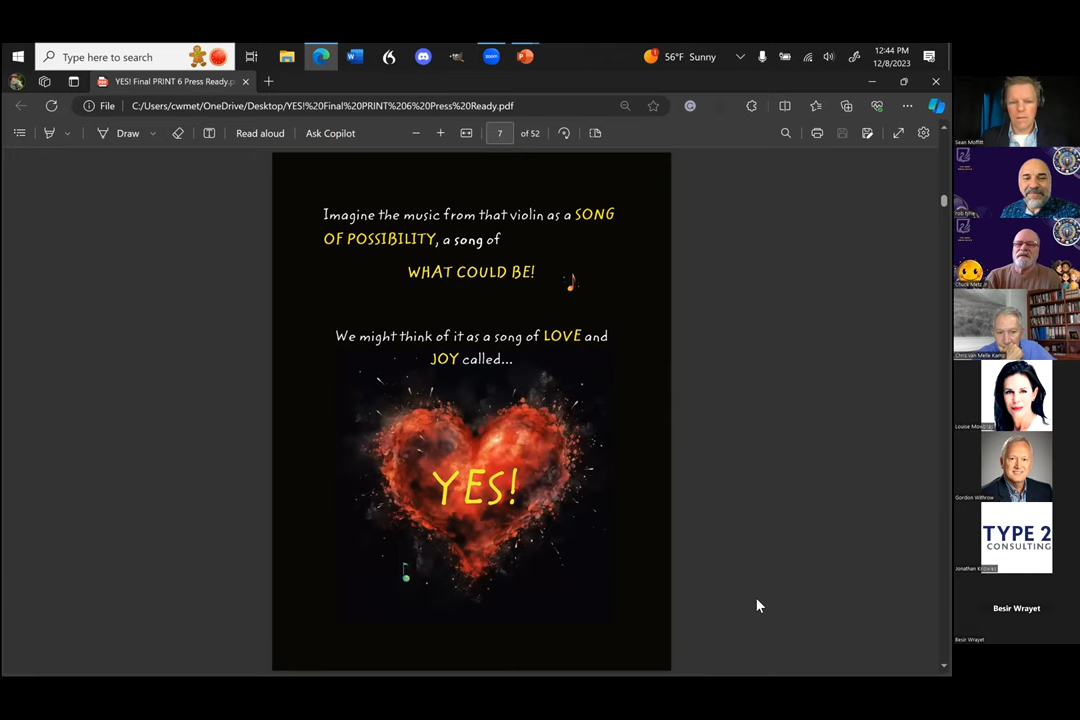 Type here to search
56°F Sunny
12:44 PM
12/8/2023
YES! Final PRINT 6 Press Ready.p
File
C:/Users/cwmet/OneDrive/Desktop/YES!%20Final%20PRINT%206%20Press%20Ready.pdf
Draw
Read aloud
Ask Copilot
7 of 52
Imagine the music from that violin as a SONG
OF POSSIBILITY, a song of
WHAT COULD BE!
We might think of it as a song of LOVE and
JOY called...
YES!
Sean Moffitt
Chuck Metz Jr
Chris van Melle Kamp
Louise
Gordon Withrow
TYPE 2
CONSULTING
Jonathan
Besir Wrayet
Besir Wrayet